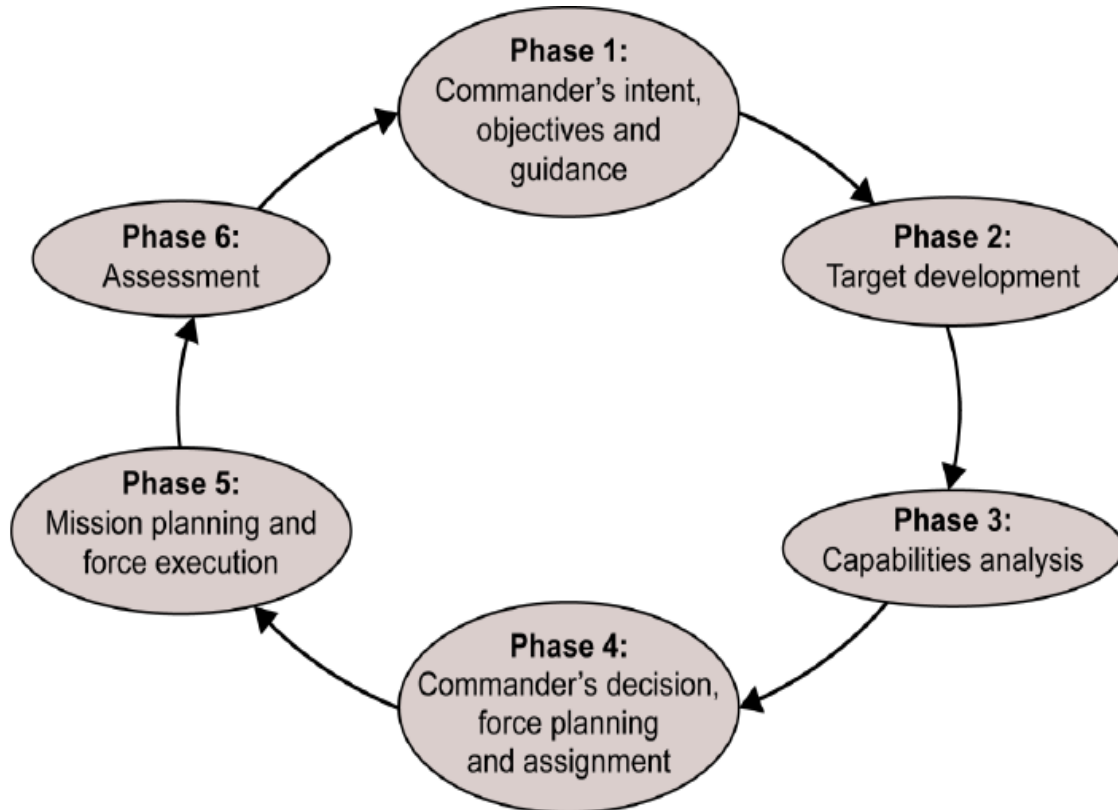 Phase 1:
Commander’s intent,
objectives and
guidance
Phase 2:
Target development
Phase 3:
Capabilities analysis
Phase 4:
Commander’s decision,
force planning
and assignment
Phase 5:
Mission planning and
force execution
Phase 6:
Assessment